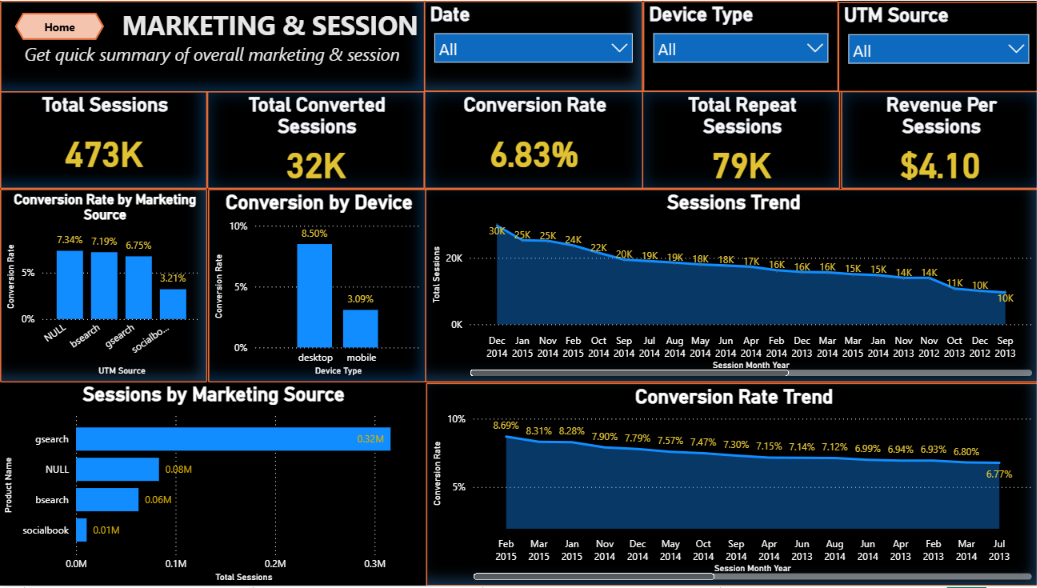 Home
MARKETING & SESSION
Get quick summary of overall marketing & session
Date
All
Device Type
All
UTM Source
All
Total Sessions
473K
Total Converted
Sessions
32K
Conversion Rate
6.83%
Total Repeat
Sessions
79K
Revenue Per
Sessions
$4.10
Conversion Rate by Marketing
Source
Conversion Rate
5%
0%
7.34% 7.19% 6.75% 3.21%
NULL bsearch gsearch socialbo...
UTM Source
Conversion by Device
Conversion Rate
10%
5%
0%
8.50%
3.09%
desktop mobile
Device Type
Sessions Trend
Total Sessions
20K
0K
30K 25K 25K 24K 22K 20K 19K 19K 18K 18K 17K 16K 16K 16K 15K 15K 14K 14K 11K 10K 10K
Dec Jan Nov Feb Oct Sep Jul Aug May Jun Apr Feb Dec Mar Mar Jan Nov Nov Oct Dec Sep
2014 2015 2014 2015 2014 2014 2014 2014 2014 2014 2014 2014 2013 2014 2015 2014 2013 2012 2012 2012 2013
Session Month Year
Sessions by Marketing Source
Product Name
gsearch 0.32M
NULL 0.08M
bsearch 0.06M
socialbook 0.01M
0.0M 0.1M 0.2M 0.3M
Total Sessions
Conversion Rate Trend
Conversion Rate
10%
5%
8.69% 8.31% 8.28% 7.90% 7.79% 7.57% 7.47% 7.30% 7.15% 7.14% 7.12% 6.99% 6.94% 6.93% 6.80% 6.77%
Feb Mar Jan Nov Dec May Oct Sep Apr Jun Aug Jun Apr Feb Mar Jul
2015 2015 2015 2014 2014 2014 2014 2014 2014 2014 2014 2013 2013 2013 2014 2013
Session Month Year